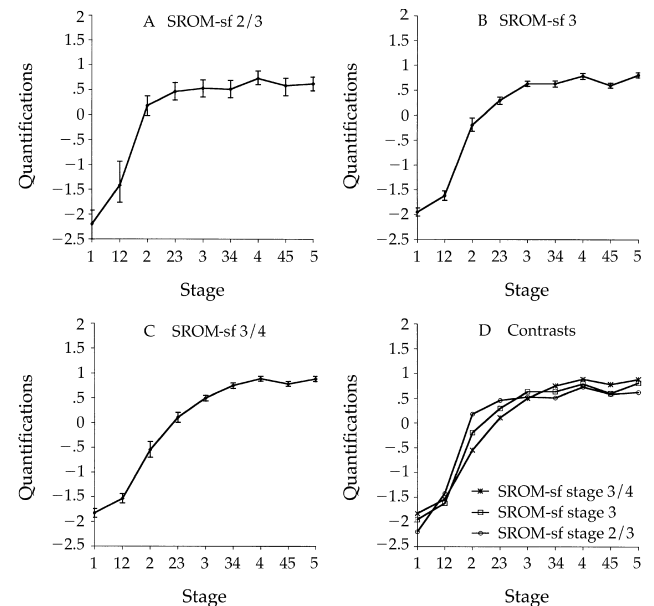 A SROM-sf 2/3
2
1.5
1
.5
0
−.5
−1
−1.5
−2
−2.5
Quantifications
1 12 2 23 3 34 4 45 5
Stage
B SROM-sf 3
2
1.5
1
.5
0
−.5
−1
−1.5
−2
−2.5
Quantifications
1 12 2 23 3 34 4 45 5
Stage
C SROM-sf 3/4
2
1.5
1
.5
0
−.5
−1
−1.5
−2
−2.5
Quantifications
1 12 2 23 3 34 4 45 5
Stage
D Contrasts
2
1.5
1
.5
0
−.5
−1
−1.5
−2
−2.5
Quantifications
SROM-sf stage 3/4
SROM-sf stage 3
SROM-sf stage 2/3
1 12 2 23 3 34 4 45 5
Stage